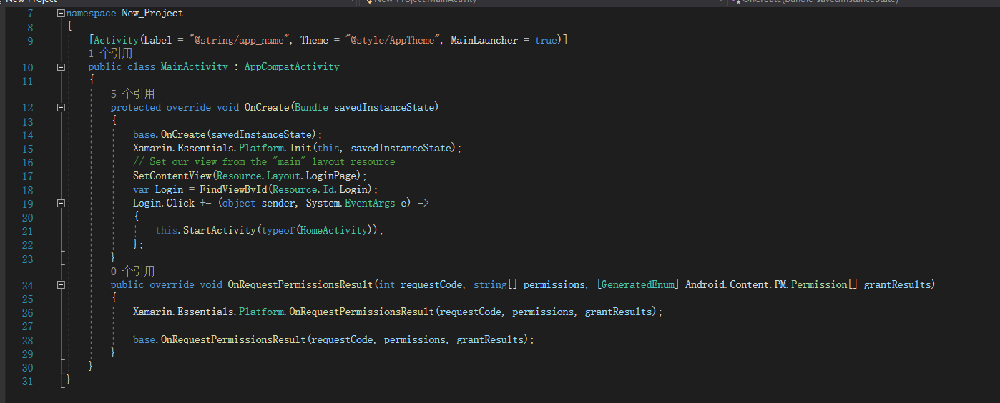 New_Project
New_Project.MainActivity
OnCreate(Bundle savedInstanceState)
7 namespace New_Project
8 {
9 [Activity(Label = "@string/app_name", Theme = "@style/AppTheme", MainLauncher = true)]
1 个引用
10 public class MainActivity : AppCompatActivity
11 {
5 个引用
12 protected override void OnCreate(Bundle savedInstanceState)
13 {
14 base.OnCreate(savedInstanceState);
15 Xamarin.Essentials.Platform.Init(this, savedInstanceState);
16 // Set our view from the "main" layout resource
17 SetContentView(Resource.Layout.LoginPage);
18 var Login = FindViewById(Resource.Id.Login);
19 Login.Click += (object sender, System.EventArgs e) =>
20 {
21 this.StartActivity(typeof(HomeActivity));
22 };
23 }
0 个引用
24 public override void OnRequestPermissionsResult(int requestCode, string[] permissions, [GeneratedEnum] Android.Content.PM.Permission[] grantResults)
25 {
26 Xamarin.Essentials.Platform.OnRequestPermissionsResult(requestCode, permissions, grantResults);
27
28 base.OnRequestPermissionsResult(requestCode, permissions, grantResults);
29 }
30 }
31 }